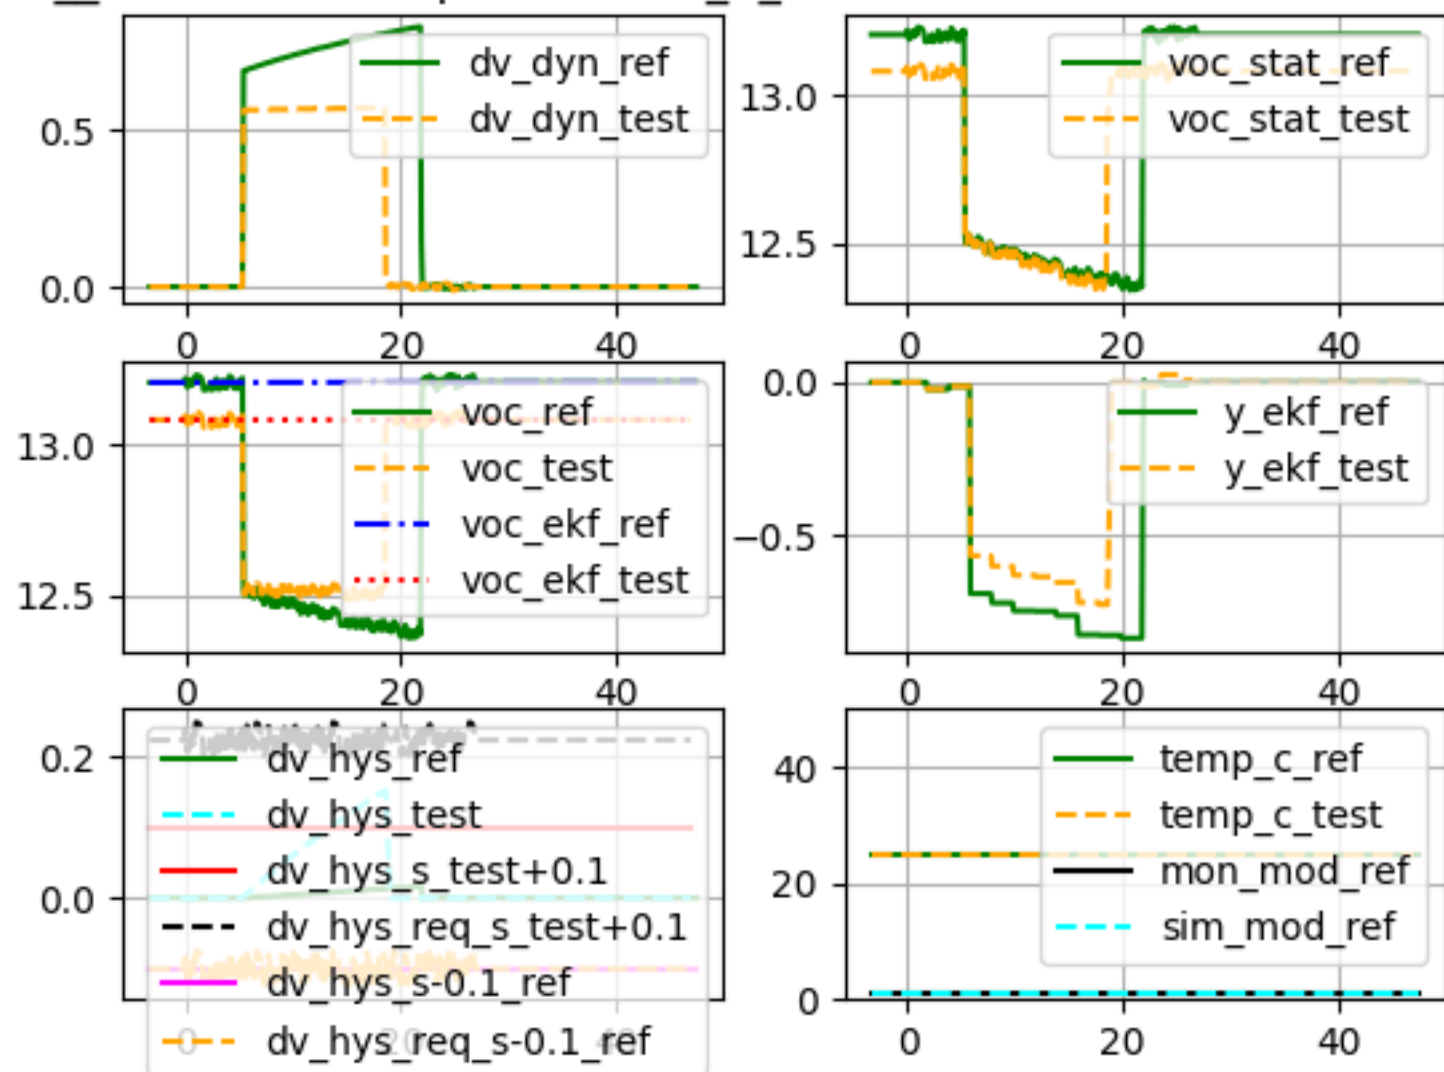 dv_dyn_ref
dv_dyn_test
0.5
0.0
0 20 40
voc_stat_ref
voc_stat_test
13.0
12.5
0 20 40
voc_ref
voc_test
voc_ekf_ref
voc_ekf_test
13.0
12.5
0 20 40
y_ekf_ref
y_ekf_test
0.0
−0.5
0 20 40
dv_hys_ref
dv_hys_test
dv_hys_s_test+0.1
dv_hys_req_s_test+0.1
dv_hys_s-0.1_ref
dv_hys_req_s-0.1_ref
0.2
0.0
0 20 40
temp_c_ref
temp_c_test
mon_mod_ref
sim_mod_ref
40
20
0
0 20 40